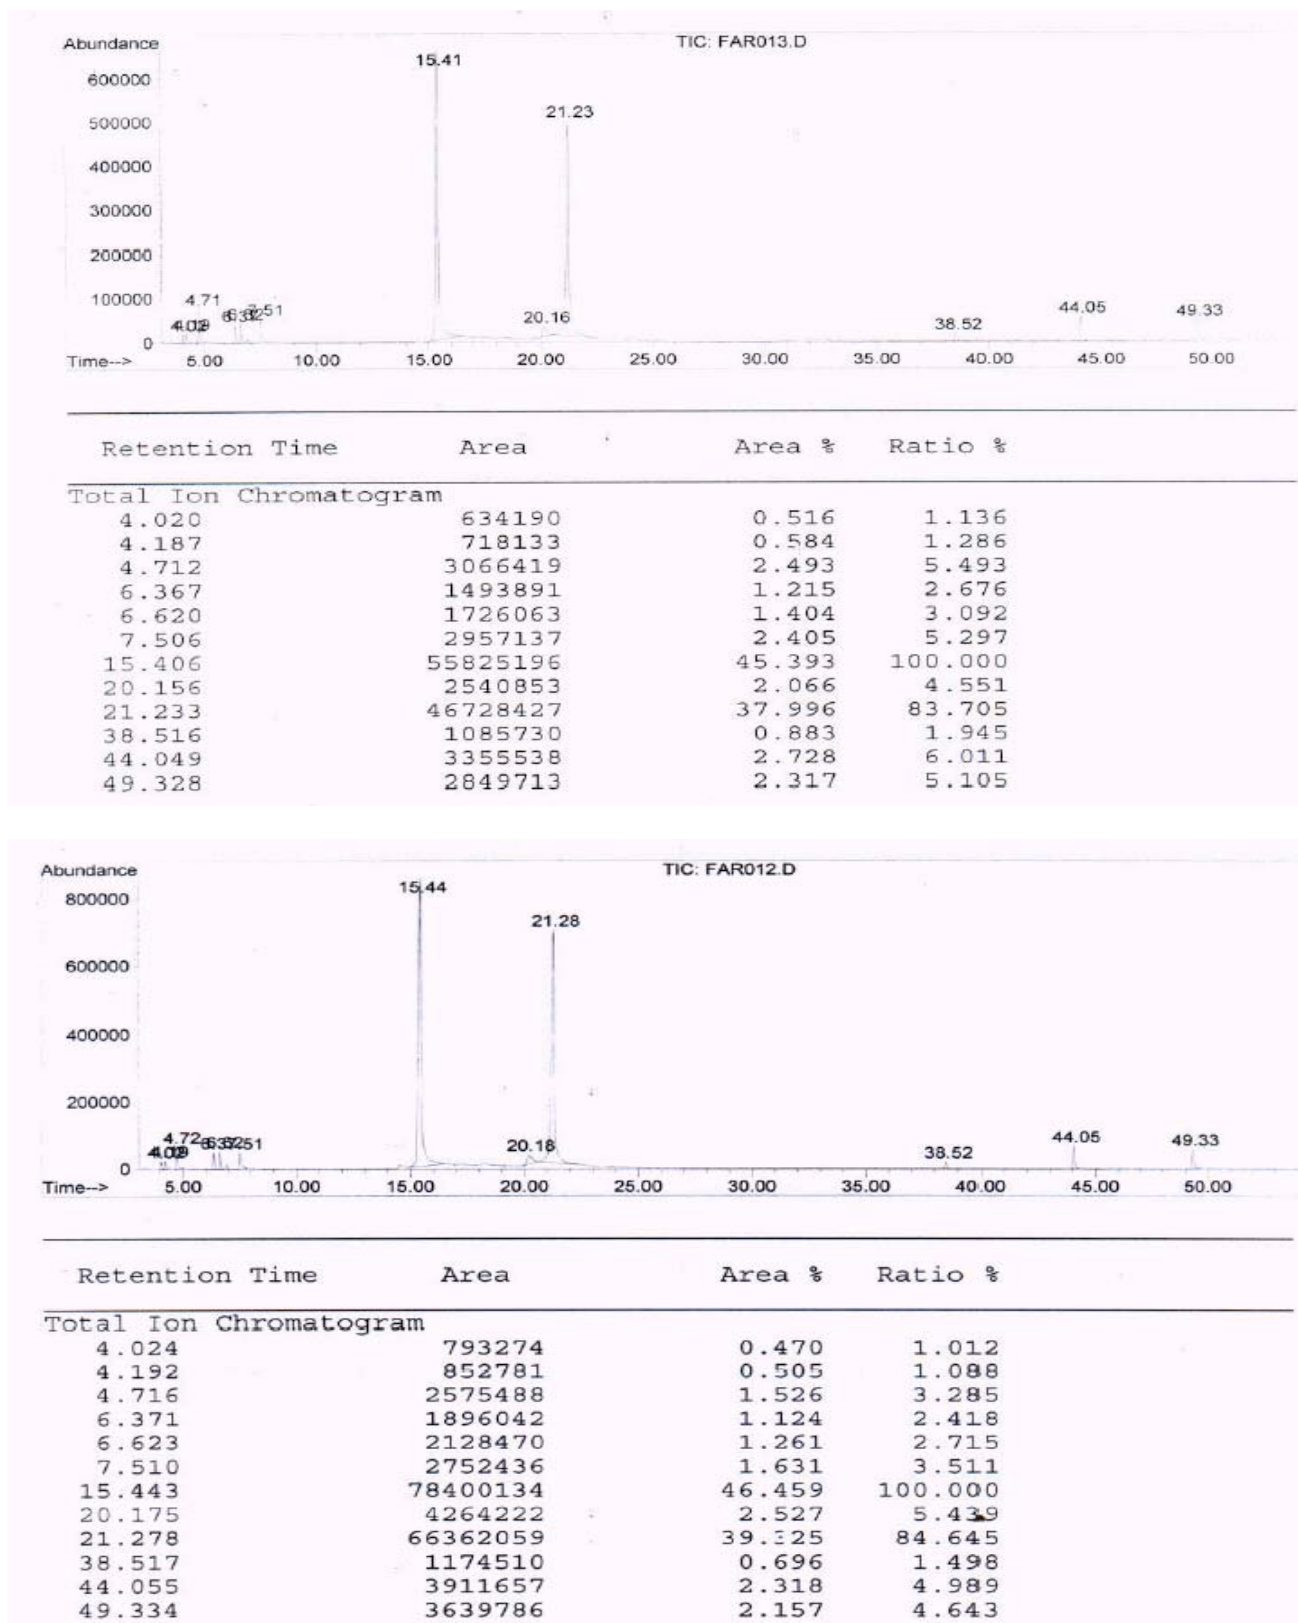 Abundance
TIC: FAR013.D
15.41
600000
21.23
500000
400000
300000
200000
100000
4.71
7.51
20.16
38.52
44.05
49.33
0
Time-->
5.00 10.00 15.00 20.00 25.00 30.00 35.00 40.00 45.00 50.00
Retention Time Area Area % Ratio %
Total Ion Chromatogram
4.020 634190 0.516 1.136
4.187 718133 0.584 1.286
4.712 3066419 2.493 5.493
6.367 1493891 1.215 2.676
6.620 1726063 1.404 3.092
7.506 2957137 2.405 5.297
15.406 55825196 45.393 100.000
20.156 2540853 2.066 4.551
21.233 46728427 37.996 83.705
38.516 1085730 0.883 1.945
44.049 3355538 2.728 6.011
49.328 2849713 2.317 5.105
Abundance
TIC: FAR012.D
15.44
800000
21.28
600000
400000
200000
4.72
20.18
38.52
44.05
49.33
0
Time-->
5.00 10.00 15.00 20.00 25.00 30.00 35.00 40.00 45.00 50.00
Retention Time Area Area % Ratio %
Total Ion Chromatogram
4.024 793274 0.470 1.012
4.192 852781 0.505 1.088
4.716 2575488 1.526 3.285
6.371 1896042 1.124 2.418
6.623 2128470 1.261 2.715
7.510 2752436 1.631 3.511
15.443 78400134 46.459 100.000
20.175 4264222 2.527 5.439
21.278 66362059 39.325 84.645
38.517 1174510 0.696 1.498
44.055 3911657 2.318 4.989
49.334 3639786 2.157 4.643